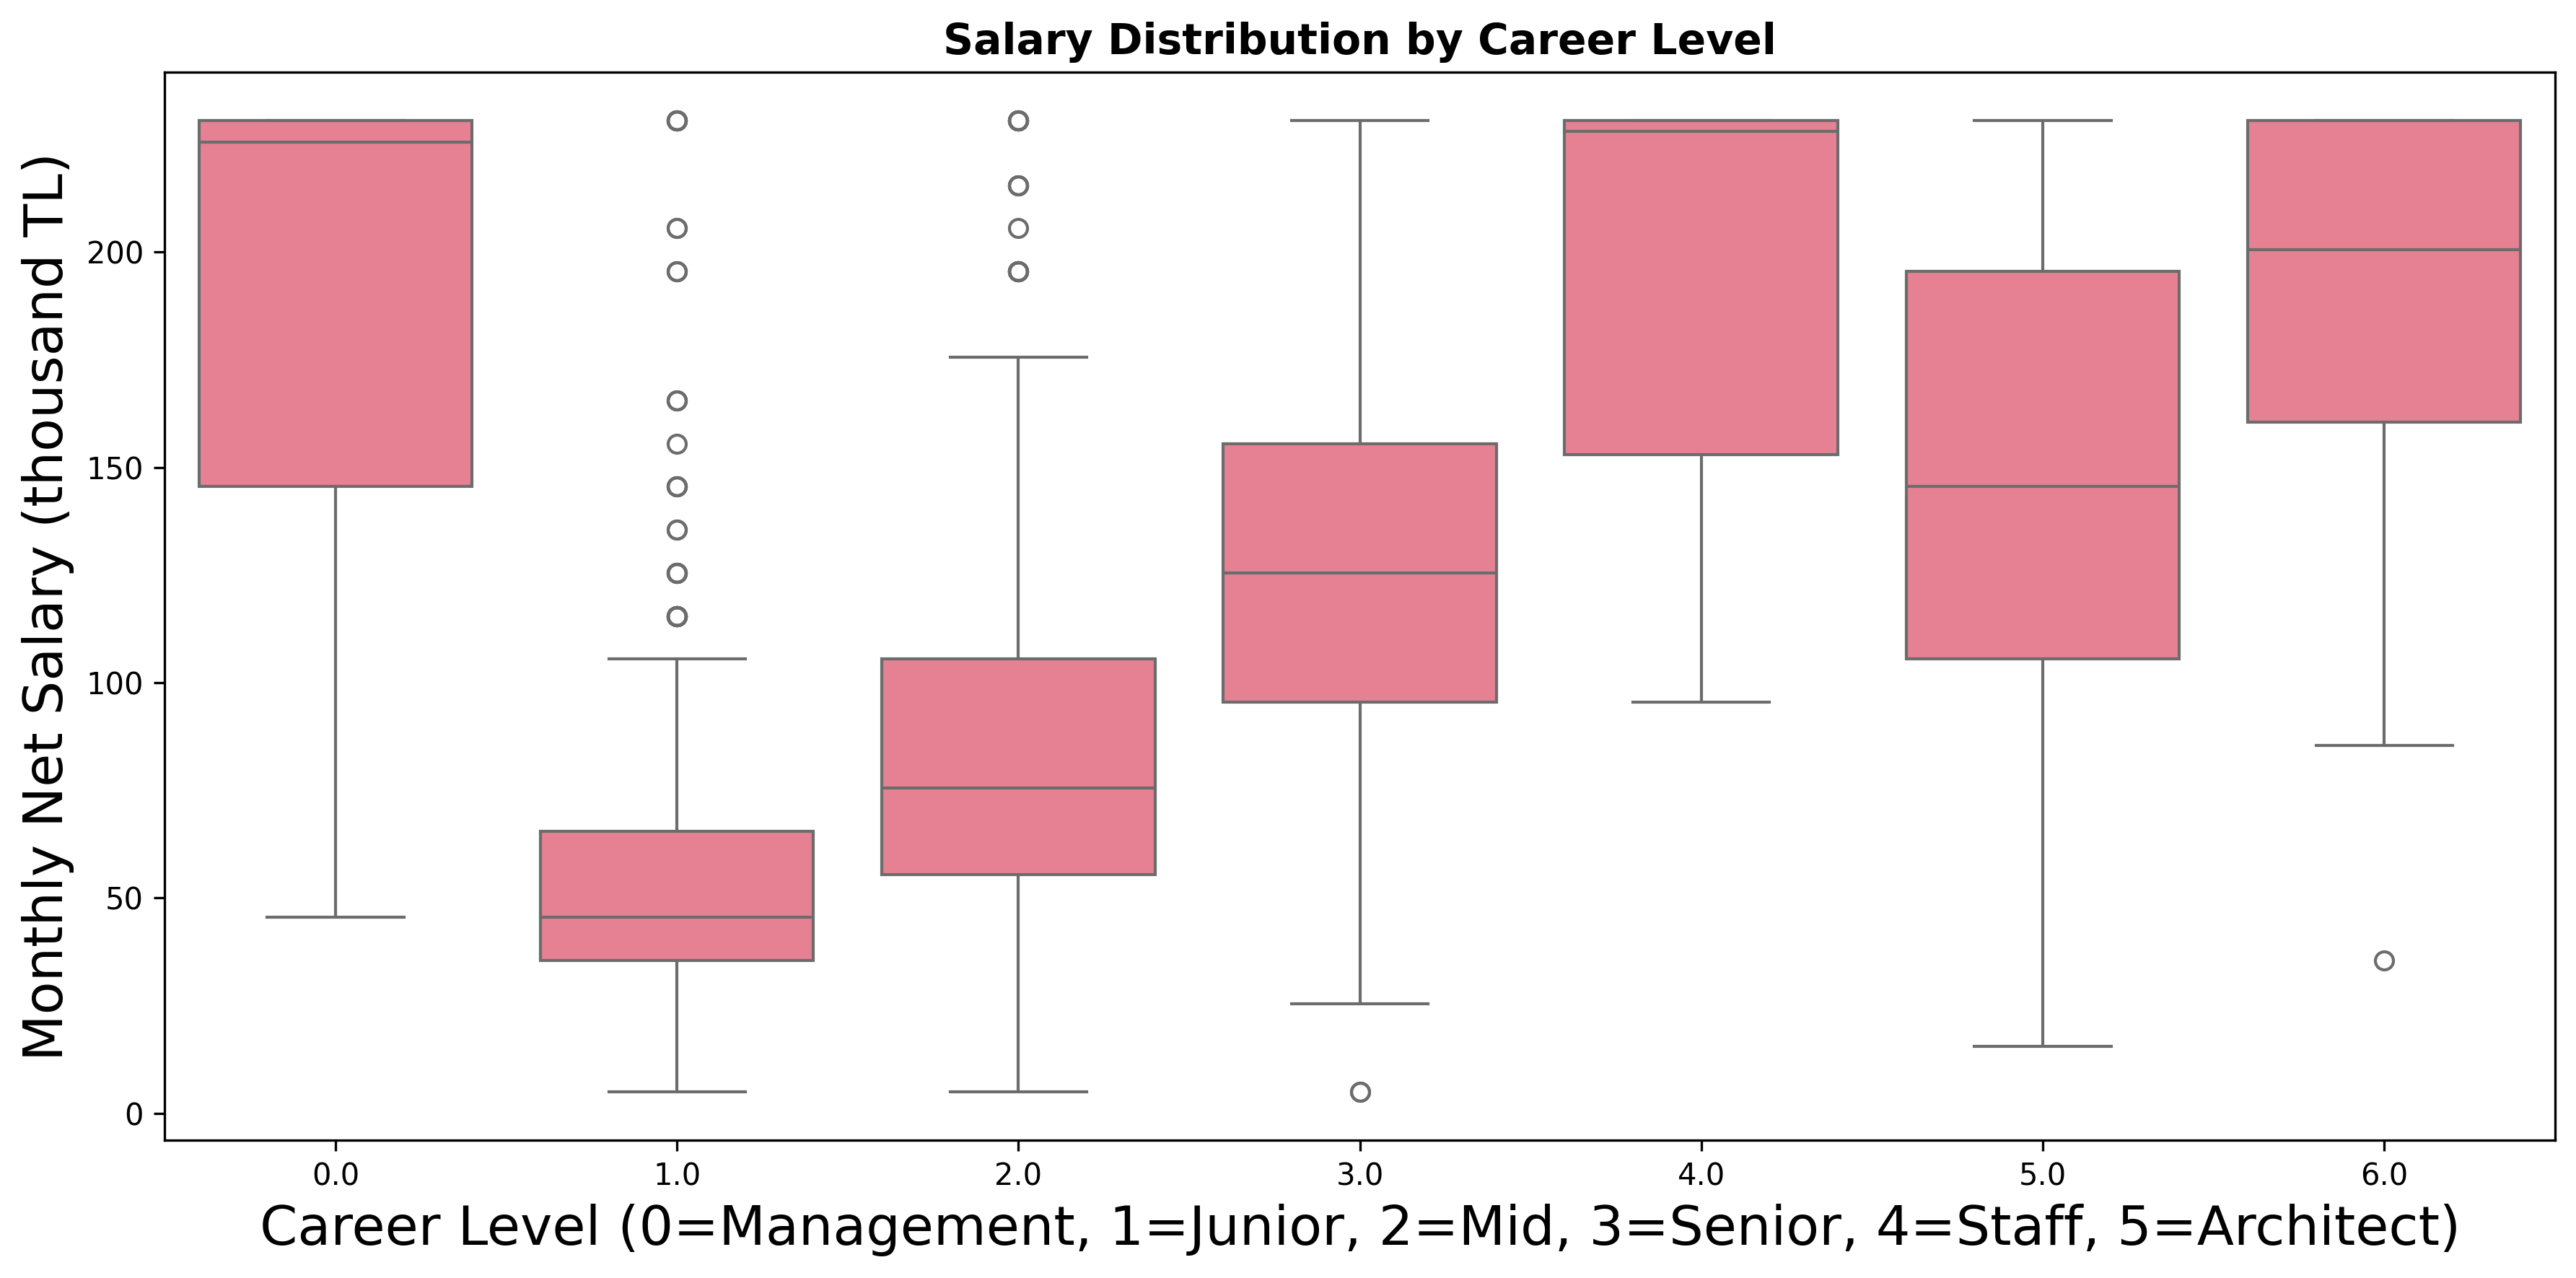 Salary Distribution by Career Level
Monthly Net Salary (thousand TL)
200
150
100
50
0
0.0 1.0 2.0 3.0 4.0 5.0 6.0
Career Level (0=Management, 1=Junior, 2=Mid, 3=Senior, 4=Staff, 5=Architect)